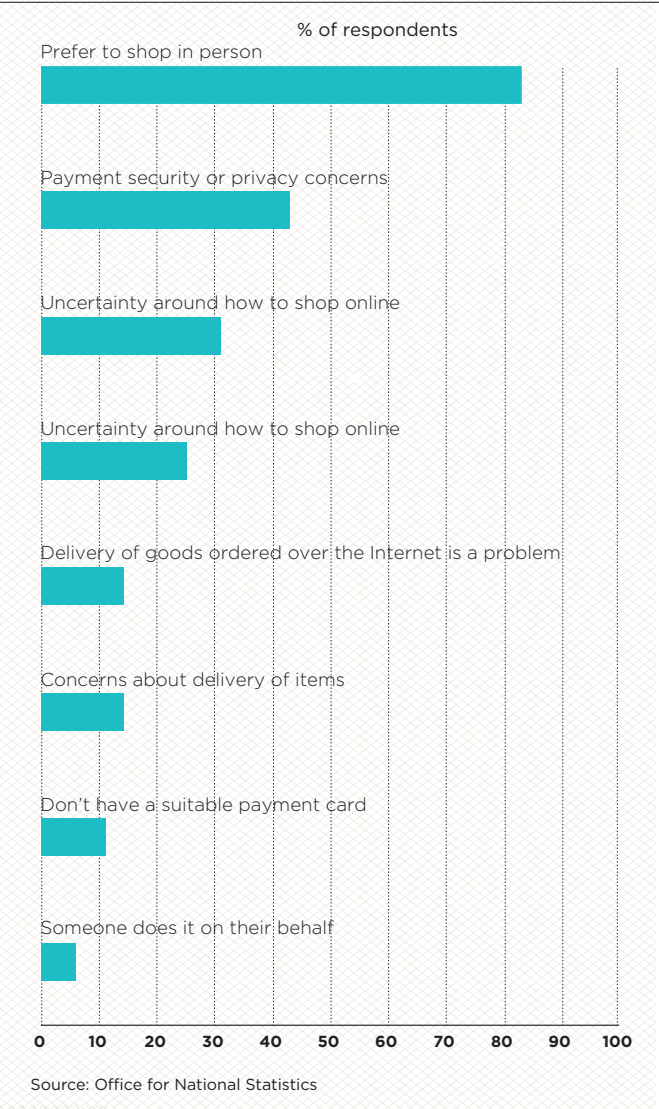 % of respondents
Prefer to shop in person
Payment security or privacy concerns
Uncertainty around how to shop online
Uncertainty around how to shop online
Delivery of goods ordered over the Internet is a problem
Concerns about delivery of items
Don't have a suitable payment card
Someone does it on their behalf
0 10 20 30 40 50 60 70 80 90 100
Source: Office for National Statistics